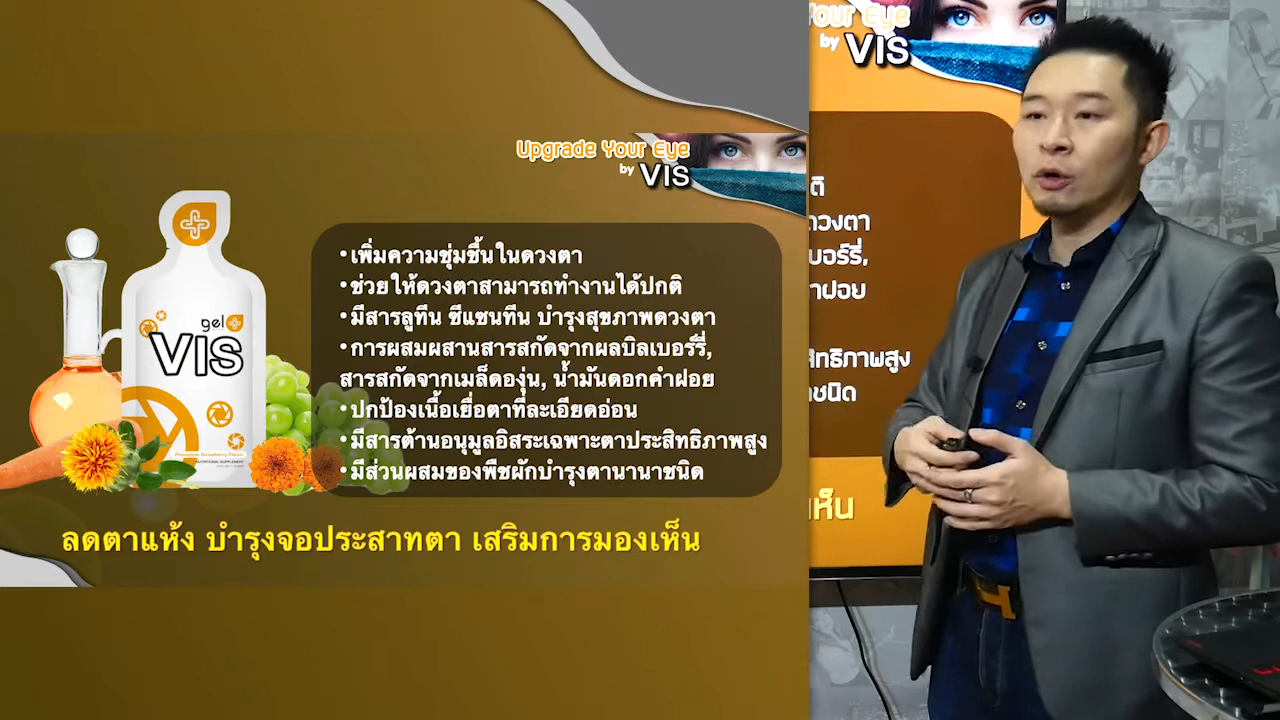 Upgrade Your Eye
by VIS
gel
VIS
Phaseone Strawberry Flavor
NUTRITIONAL SUPPLEMENT
•เพิ่มความชุ่มชื้นในดวงตา
•ช่วยให้ดวงตาสามารถทำงานได้ปกติ
•มีสารลูทีน ซีแซนทีน บำรุงสุขภาพดวงตา
•การผสมผสานสารสกัดจากผลบิลเบอร์รี่,
สารสกัดจากเมล็ดองุ่น, น้ำมันดอกคำฝอย
•ปกป้องเนื้อเยื่อตาที่ละเอียดอ่อน
•มีสารต้านอนุมูลอิสระเฉพาะตาประสิทธิภาพสูง
•มีส่วนผสมของพืชผักบำรุงตานานาชนิด
ลดตาแห้ง บำรุงจอประสาทตา เสริมการมองเห็น
Your Eye
by VIS
ติ
ดวงตา
บอร์รี่,
าฝอย
สิทธิภาพสูง
าชนิด
เห็น